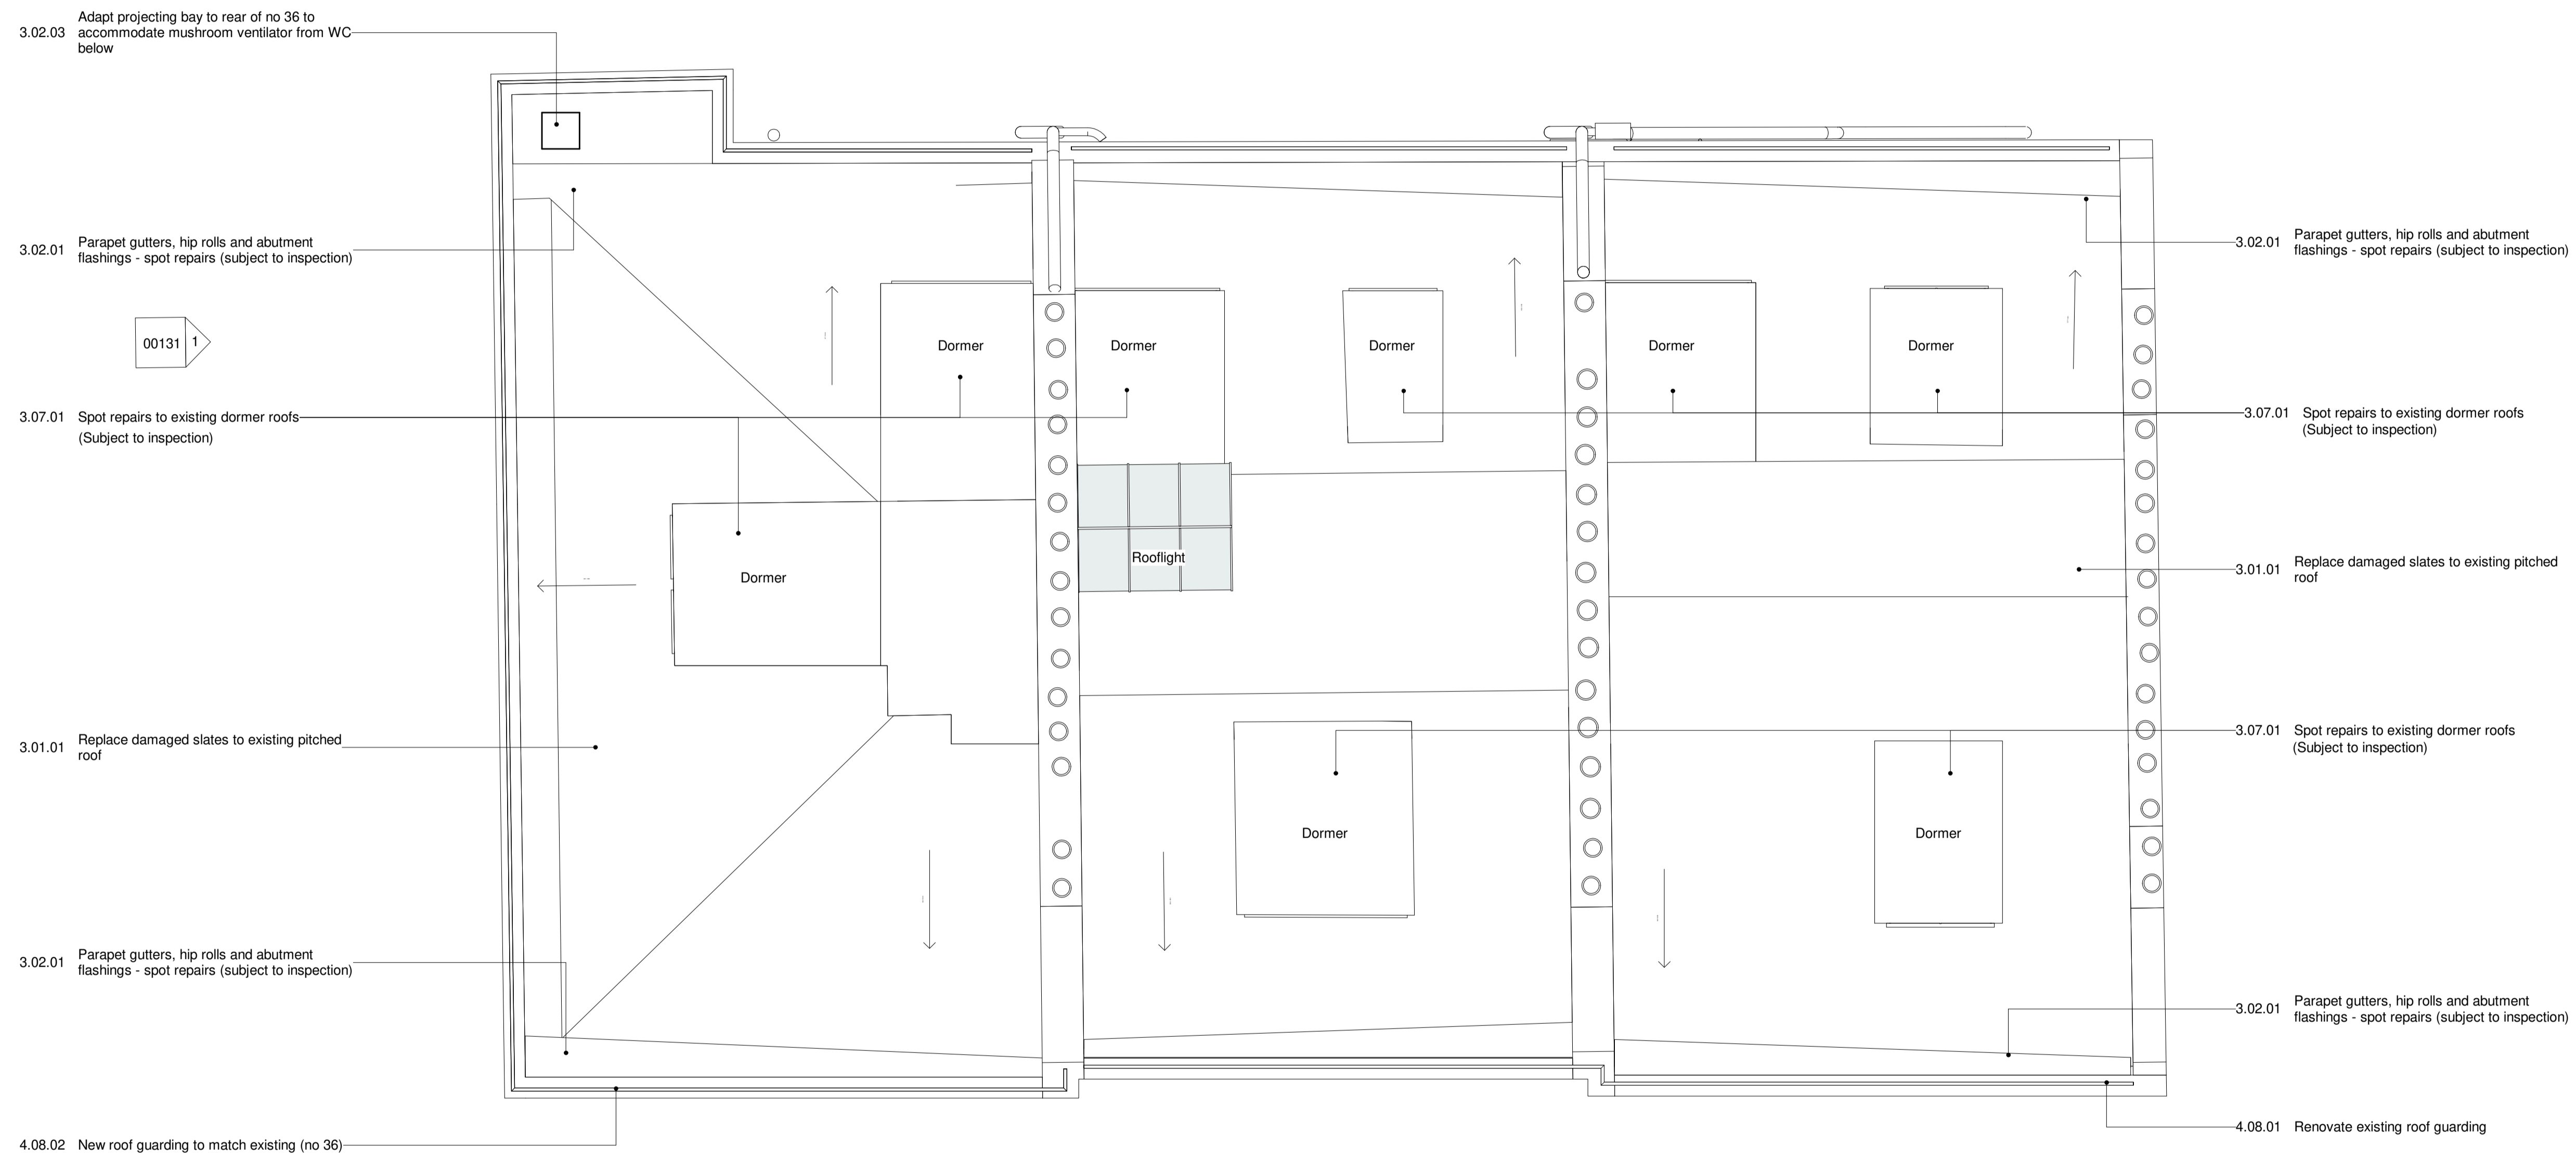 Adapt projecting bay to rear of no 36 to
3.02.03 accommodate mushroom ventilator from WC
below
3.02.01 Parapet gutters, hip rolls and abutment
flashings - spot repairs (subject to inspection)
00131 1
3.07.01 Spot repairs to existing dormer roofs
(Subject to inspection)
3.01.01 Replace damaged slates to existing pitched
roof
3.02.01 Parapet gutters, hip rolls and abutment
flashings - spot repairs (subject to inspection)
4.08.02 New roof guarding to match existing (no 36)
Dormer
Dormer
Dormer
Dormer
Dormer
Rooflight
Dormer
Dormer
Dormer
3.02.01 Parapet gutters, hip rolls and abutment
flashings - spot repairs (subject to inspection)
3.07.01 Spot repairs to existing dormer roofs
(Subject to inspection)
3.01.01 Replace damaged slates to existing pitched
roof
3.07.01 Spot repairs to existing dormer roofs
(Subject to inspection)
3.02.01 Parapet gutters, hip rolls and abutment
flashings - spot repairs (subject to inspection)
4.08.01 Renovate existing roof guarding